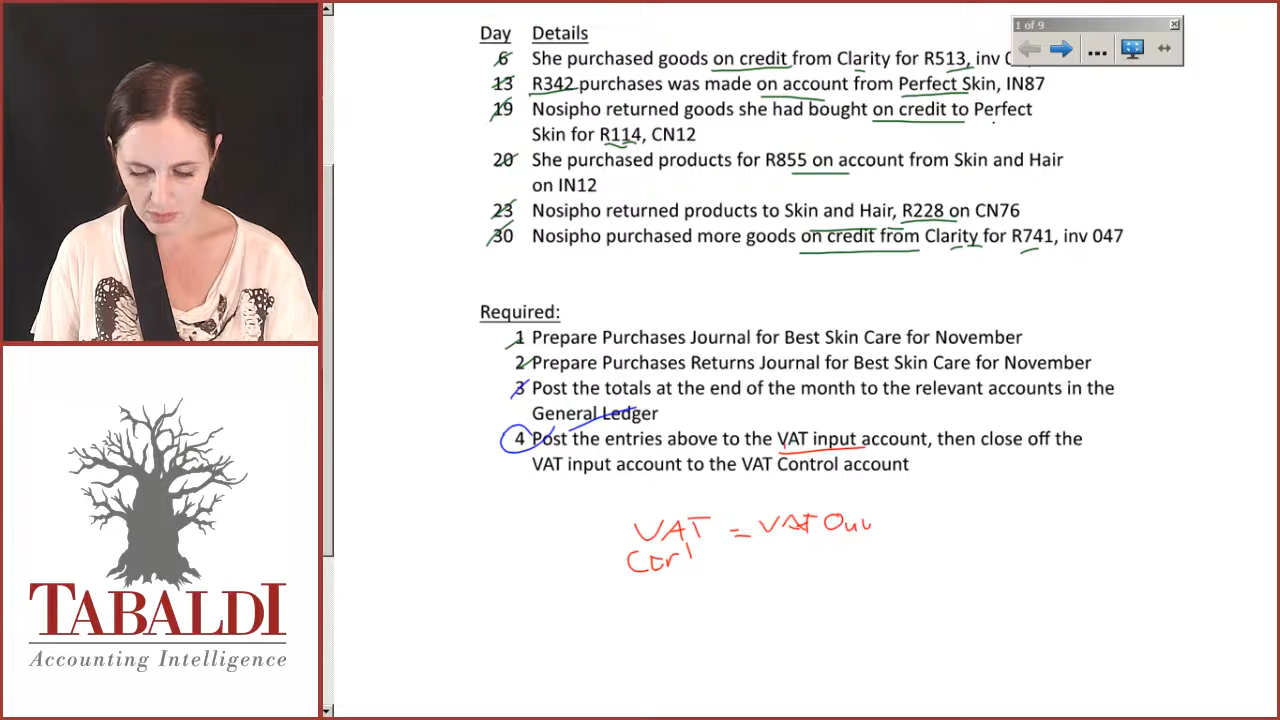 1 of 9
Day Details
6 She purchased goods on credit from Clarity for R513, inv
13 R342 purchases was made on account from Perfect Skin, IN87
19 Nosipho returned goods she had bought on credit to Perfect
Skin for R114, CN12
20 She purchased products for R855 on account from Skin and Hair
on IN12
23 Nosipho returned products to Skin and Hair, R228 on CN76
30 Nosipho purchased more goods on credit from Clarity for R741, inv 047
Required:
1 Prepare Purchases Journal for Best Skin Care for November
2 Prepare Purchases Returns Journal for Best Skin Care for November
3 Post the totals at the end of the month to the relevant accounts in the
General Ledger
4 Post the entries above to the VAT input account, then close off the
VAT input account to the VAT Control account
VAT = VAT
TABALDI
Accounting Intelligence